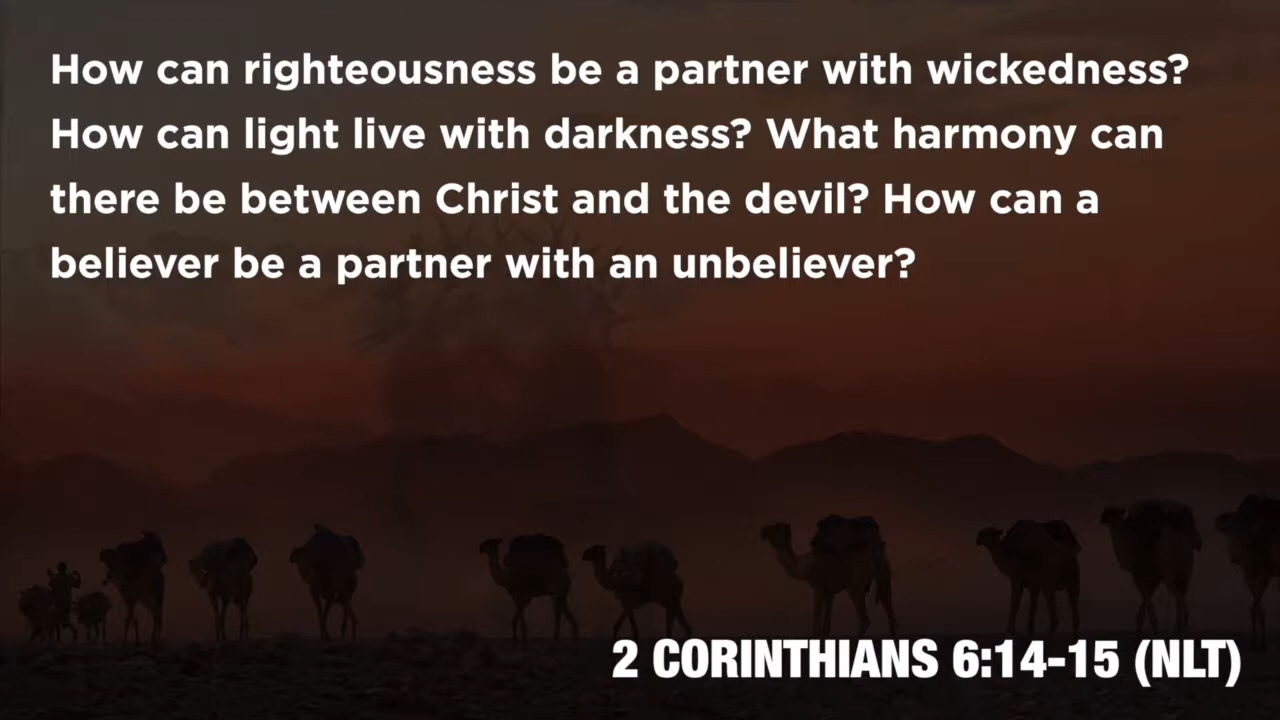 How can righteousness be a partner with wickedness?
How can light live with darkness? What harmony can
there be between Christ and the devil? How can a
believer be a partner with an unbeliever?
2 CORINTHIANS 6:14-15 (NLT)